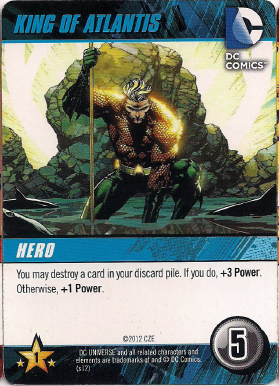 KING OF ATLANTIS
DC
DC
COMICS™
HERO
You may destroy a card in your discard pile. If you do, +3 Power.
Otherwise, +1 Power.
©2012 CZE
DC UNIVERSE and all related characters and
elements are trademarks of and © DC Comics.
(s12)
1
5